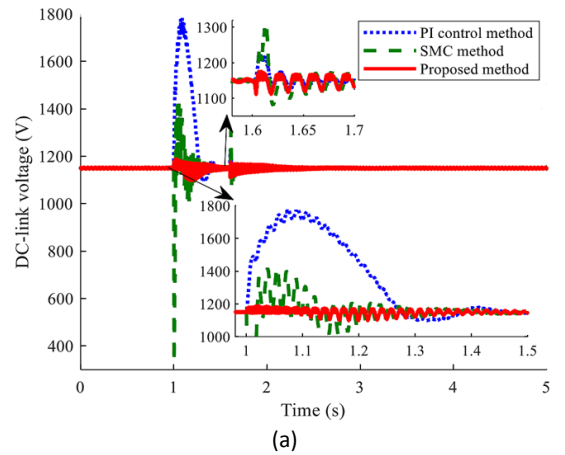 PI control method
SMC method
Proposed method
1300
1200
1100
1.6 1.65 1.7
1800
1600
1400
1200
1000
1 1.1 1.2 1.3 1.4 1.5
DC-link voltage (V)
1800
1600
1400
1200
1000
800
600
400
0 1 2 3 4 5
Time (s)
(a)